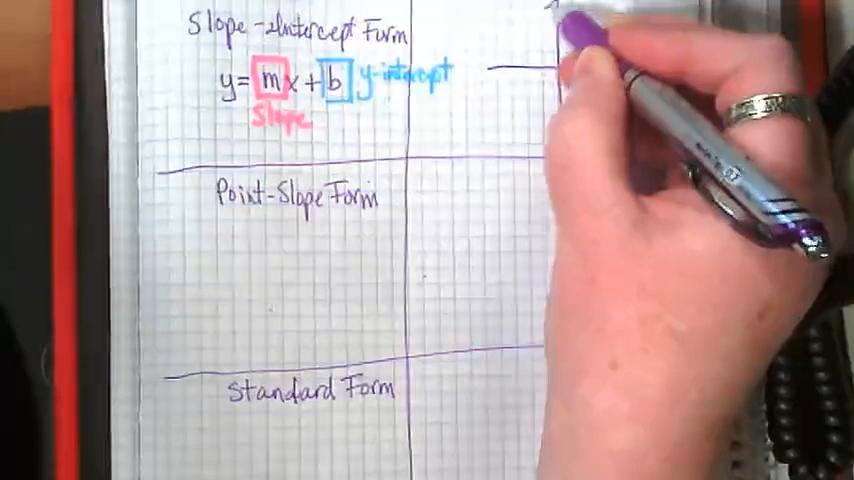 Slope-Intercept Form
y=mx+b y-intercept
Slope
Point-Slope Form
Standard Form